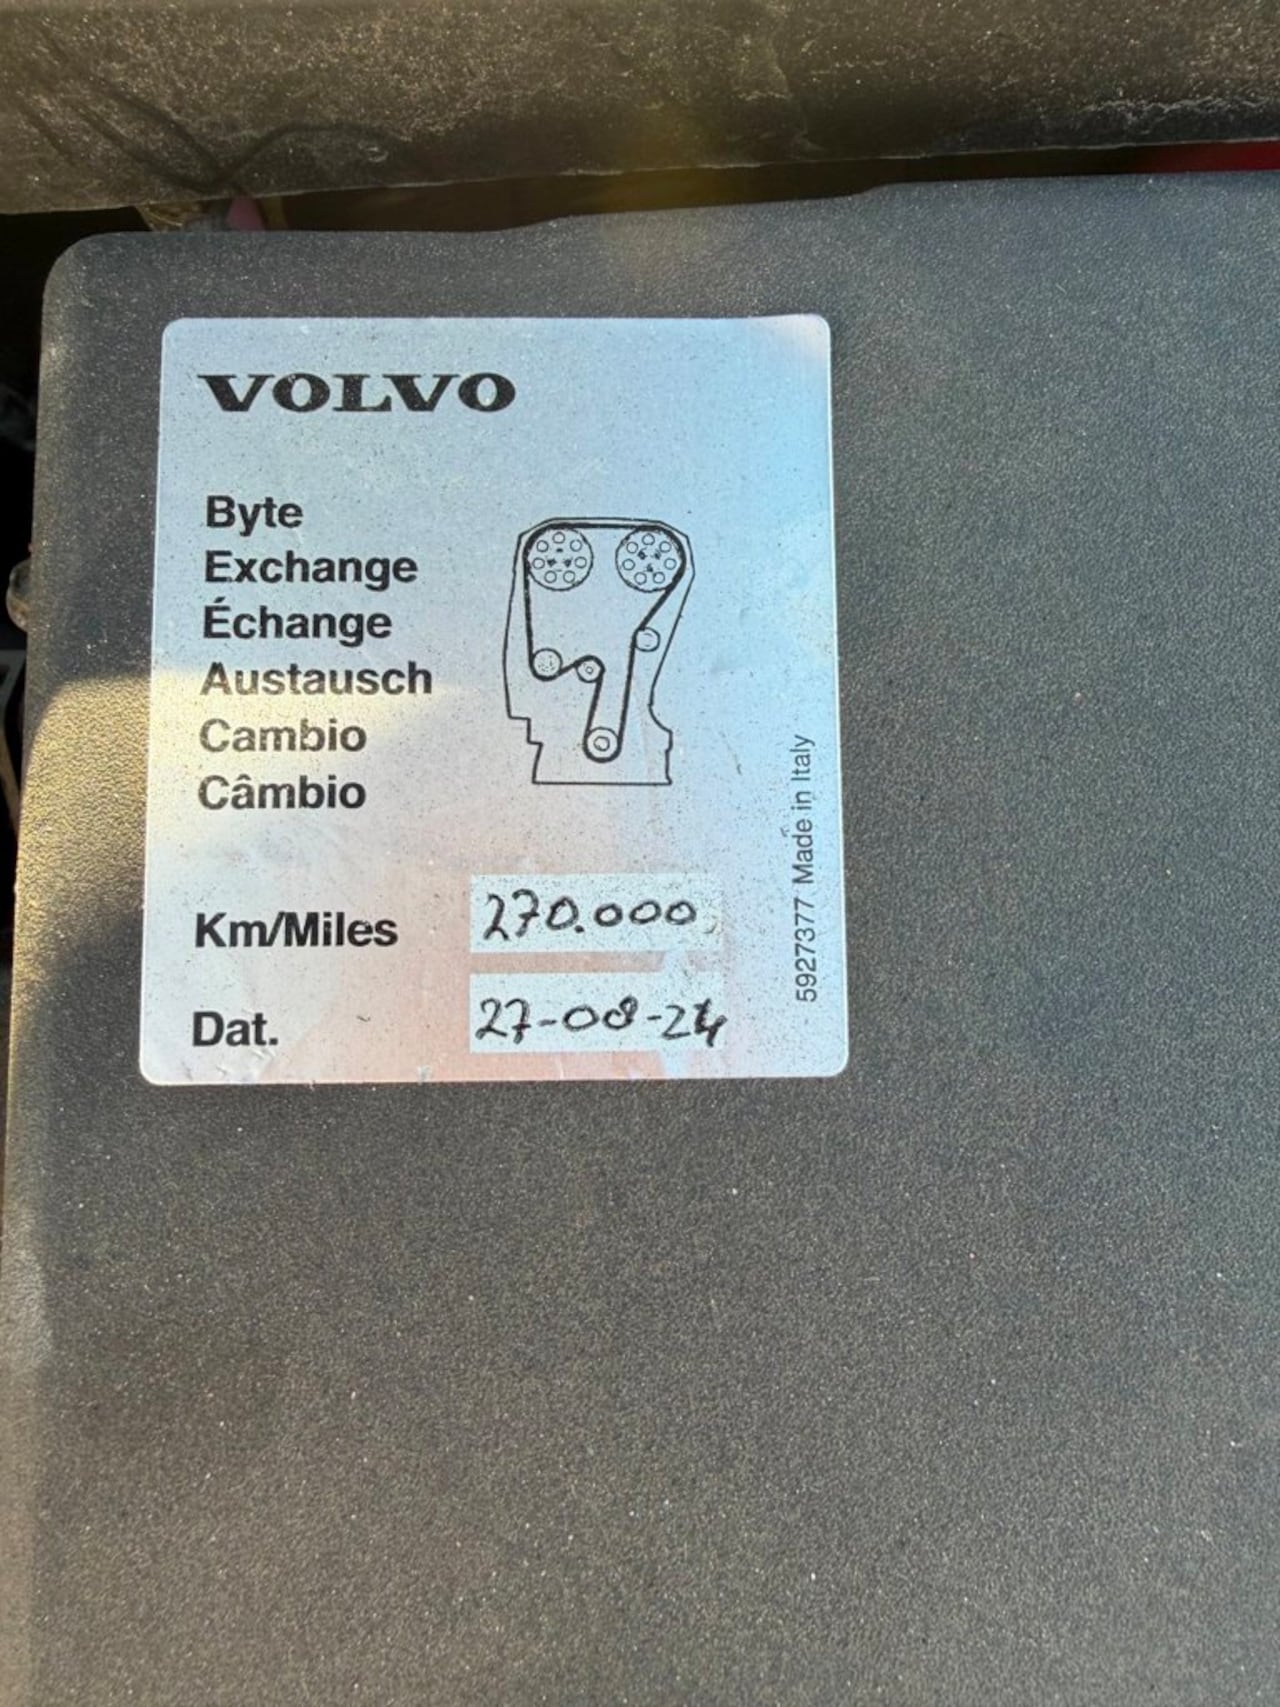 VOLVO
Byte
Exchange
Échange
Austausch
Cambio
Câmbio
Km/Miles 270.000
Dat. 27-08-24
5927377 Made in Italy